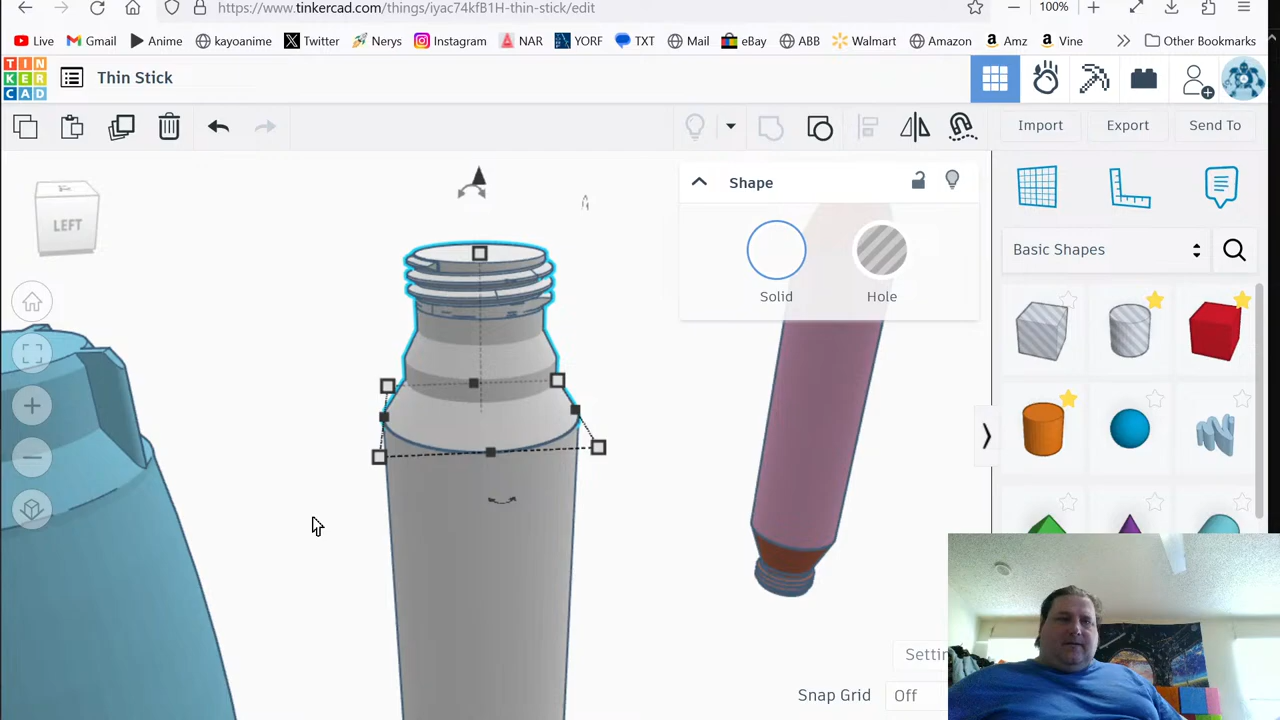 https://www.tinkercad.com/things/iyac74kfB1H-thin-stick/edit
100%
Live
Gmail
Anime
kayoanime
Twitter
Nerys
Instagram
NAR
YORF
TXT
Mail
eBay
ABB
Walmart
Amazon
Amz
Vine
Other Bookmarks
TIN
KER
CAD
Thin Stick
Import
Export
Send To
LEFT
Shape
Solid
Hole
Basic Shapes
Settin
Snap Grid
Off